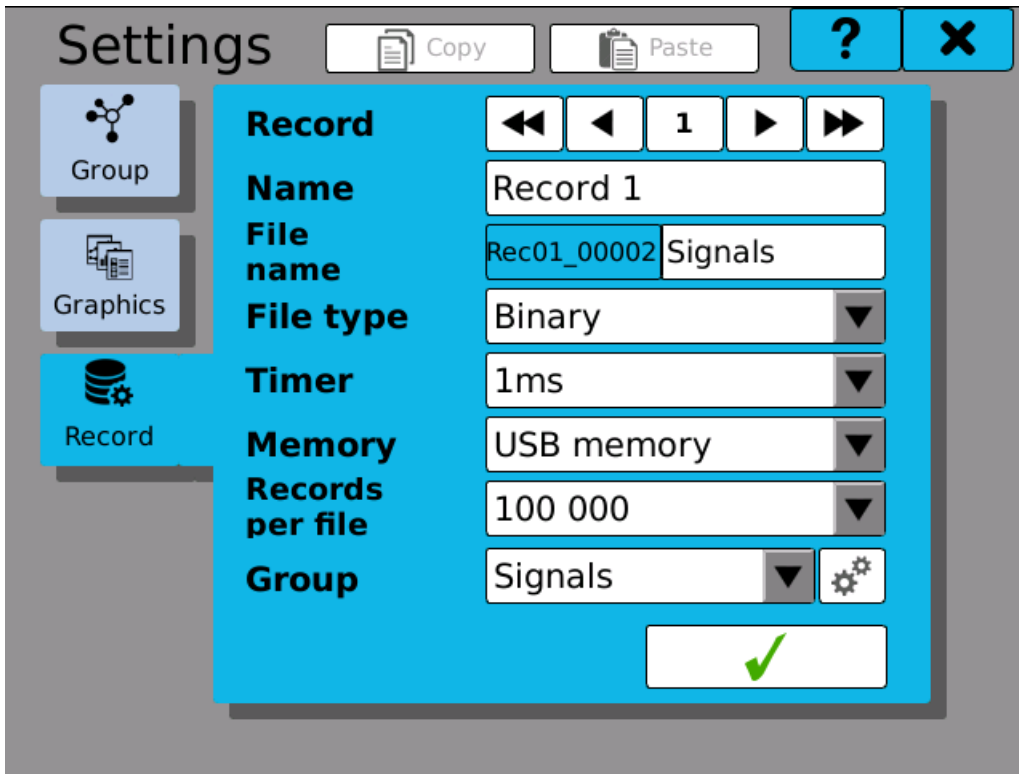 Settings
Copy
Paste
?
Group
Graphics
Record
Record
1
Name
Record 1
File
name
Rec01_00002
Signals
File type
Binary
Timer
1ms
Memory
USB memory
Records
per file
100 000
Group
Signals